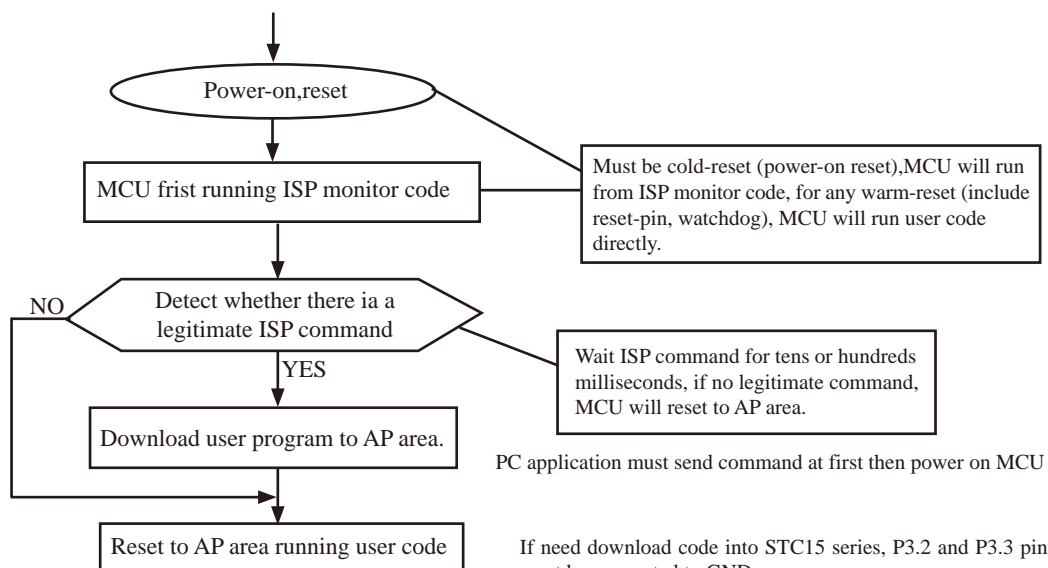 Power-on,reset
MCU frist running ISP monitor code
Must be cold-reset (power-on reset),MCU will run
from ISP monitor code, for any warm-reset (include
reset-pin, watchdog), MCU will run user code
directly.
NO
Detect whether there ia a
legitimate ISP command
YES
Wait ISP command for tens or hundreds
milliseconds, if no legitimate command,
MCU will reset to AP area.
Download user program to AP area.
PC application must send command at first then power on MCU
Reset to AP area running user code
If need download code into STC15 series, P3.2 and P3.3 pin